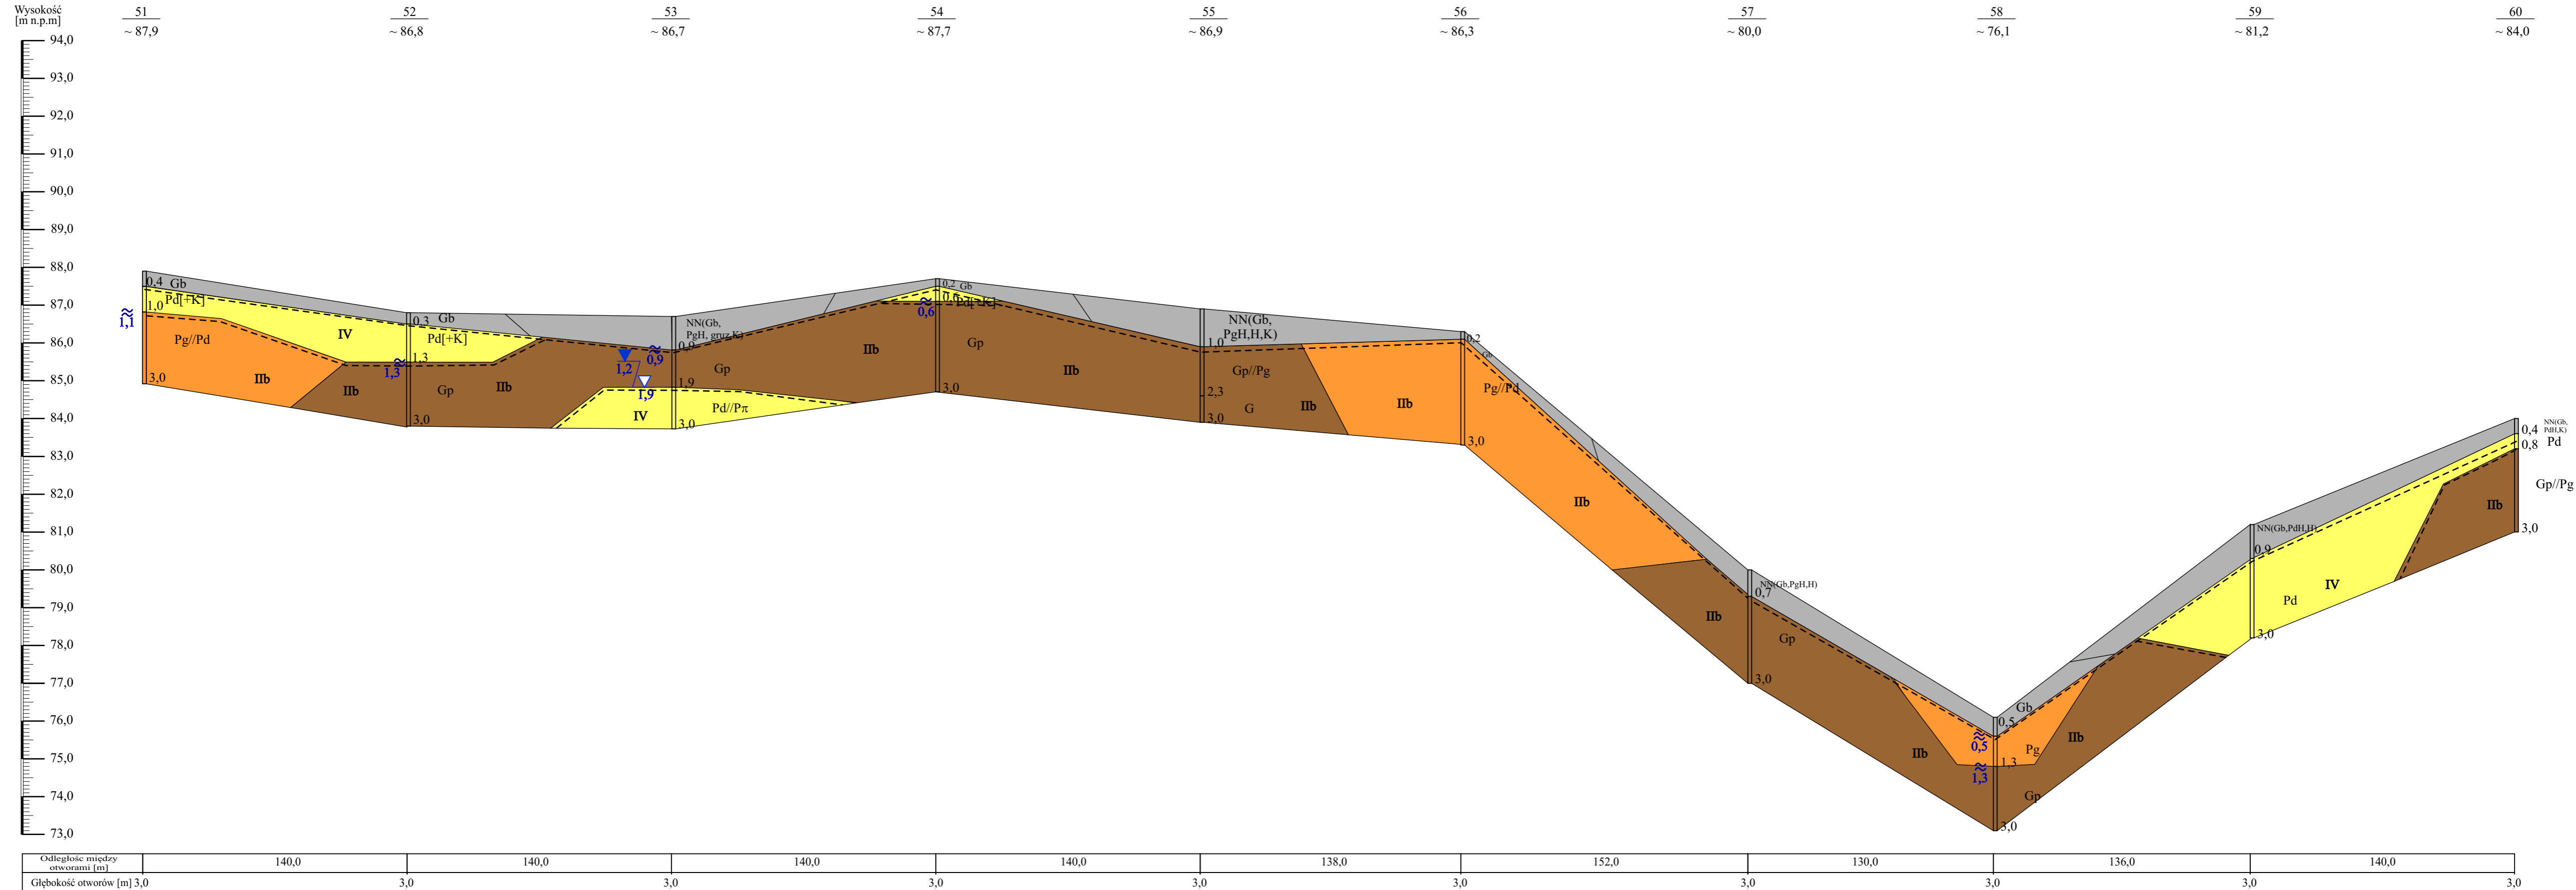 Wysokość
[m n.p.m]
51 52 53 54 55 56 57 58 59 60
~ 87,9 ~ 86,8 ~ 86,7 ~ 87,7 ~ 86,9 ~ 86,3 ~ 80,0 ~ 76,1 ~ 81,2 ~ 84,0
94,0
93,0
92,0
91,0
90,0
89,0
88,0
87,0
86,0
85,0
84,0
83,0
82,0
81,0
80,0
79,0
78,0
77,0
76,0
75,0
74,0
73,0
0,4 Gb
Pd[+K]
1,0
1,1
Pg//Pd
IIb
3,0
IV
IIb
Gb
0,3
Pd[+K]
1,3
1,3
Gp
IIb
3,0
NN(Gb,
PgH, gruz,K)
0,9
0,9
1,2
Gp
1,9
1,9
IV
Pd//Pπ
3,0
IIb
0,2 Gb
0,6 Pd[+K]
0,6
Gp
3,0
IIb
NN(Gb,
PgH,H,K)
1,0
Gp//Pg
2,3
G
3,0
IIb
IIb
0,2
Gb
Pg//Pd
3,0
IIb
IIb
NN(Gb,PgH,H)
0,7
Gp
3,0
IIb
Gb
0,5
0,5
Pg
1,3
1,3
Gp
3,0
IIb
NN(Gb,PdH,H)
0,9
Pd
3,0
IV
IIb
NN(Gb,
PdH,K)
0,4
Pd
0,8
Gp//Pg
3,0
Odległośc między
otworami [m]
140,0 140,0 140,0 140,0 138,0 152,0 130,0 136,0 140,0
Głębokość otworów [m] 3,0 3,0 3,0 3,0 3,0 3,0 3,0 3,0 3,0 3,0